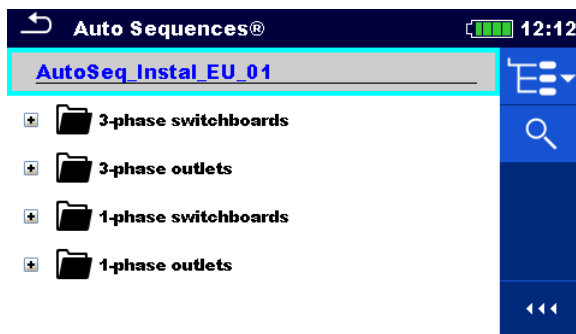 Auto Sequences® 12:12
AutoSeq_Instal_EU_01
3-phase switchboards
3-phase outlets
1-phase switchboards
1-phase outlets